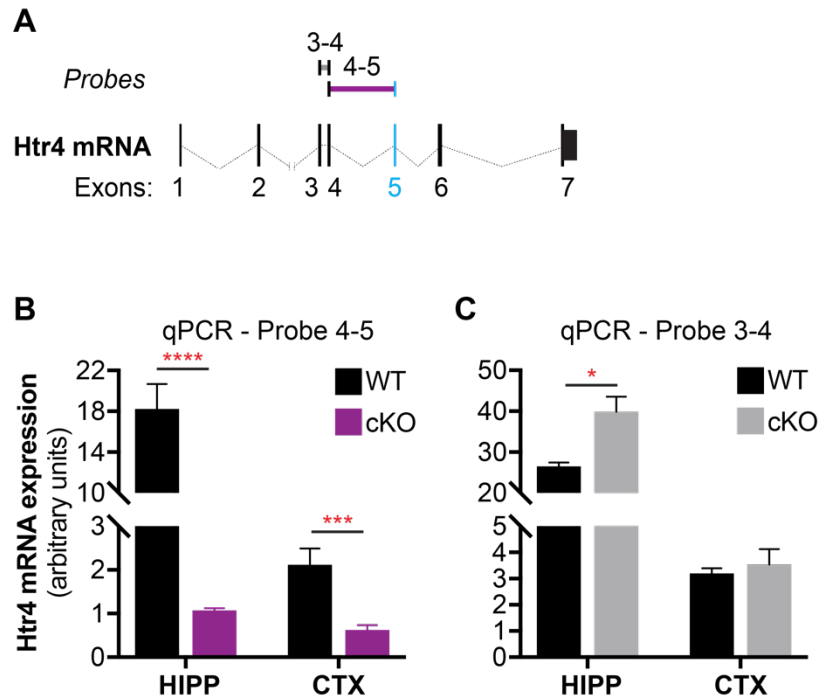 A
3-4
Probes
4-5
Htr4 mRNA
Exons: 1 2 3 4 5 6 7
B
qPCR - Probe 4-5
Htr4 mRNA expression
(arbitrary units)
22
18
14
10
3
2
1
0
****
***
WT
cKO
HIPP CTX
C
qPCR - Probe 3-4
50
40
30
20
5
4
3
2
1
0
*
WT
cKO
HIPP CTX